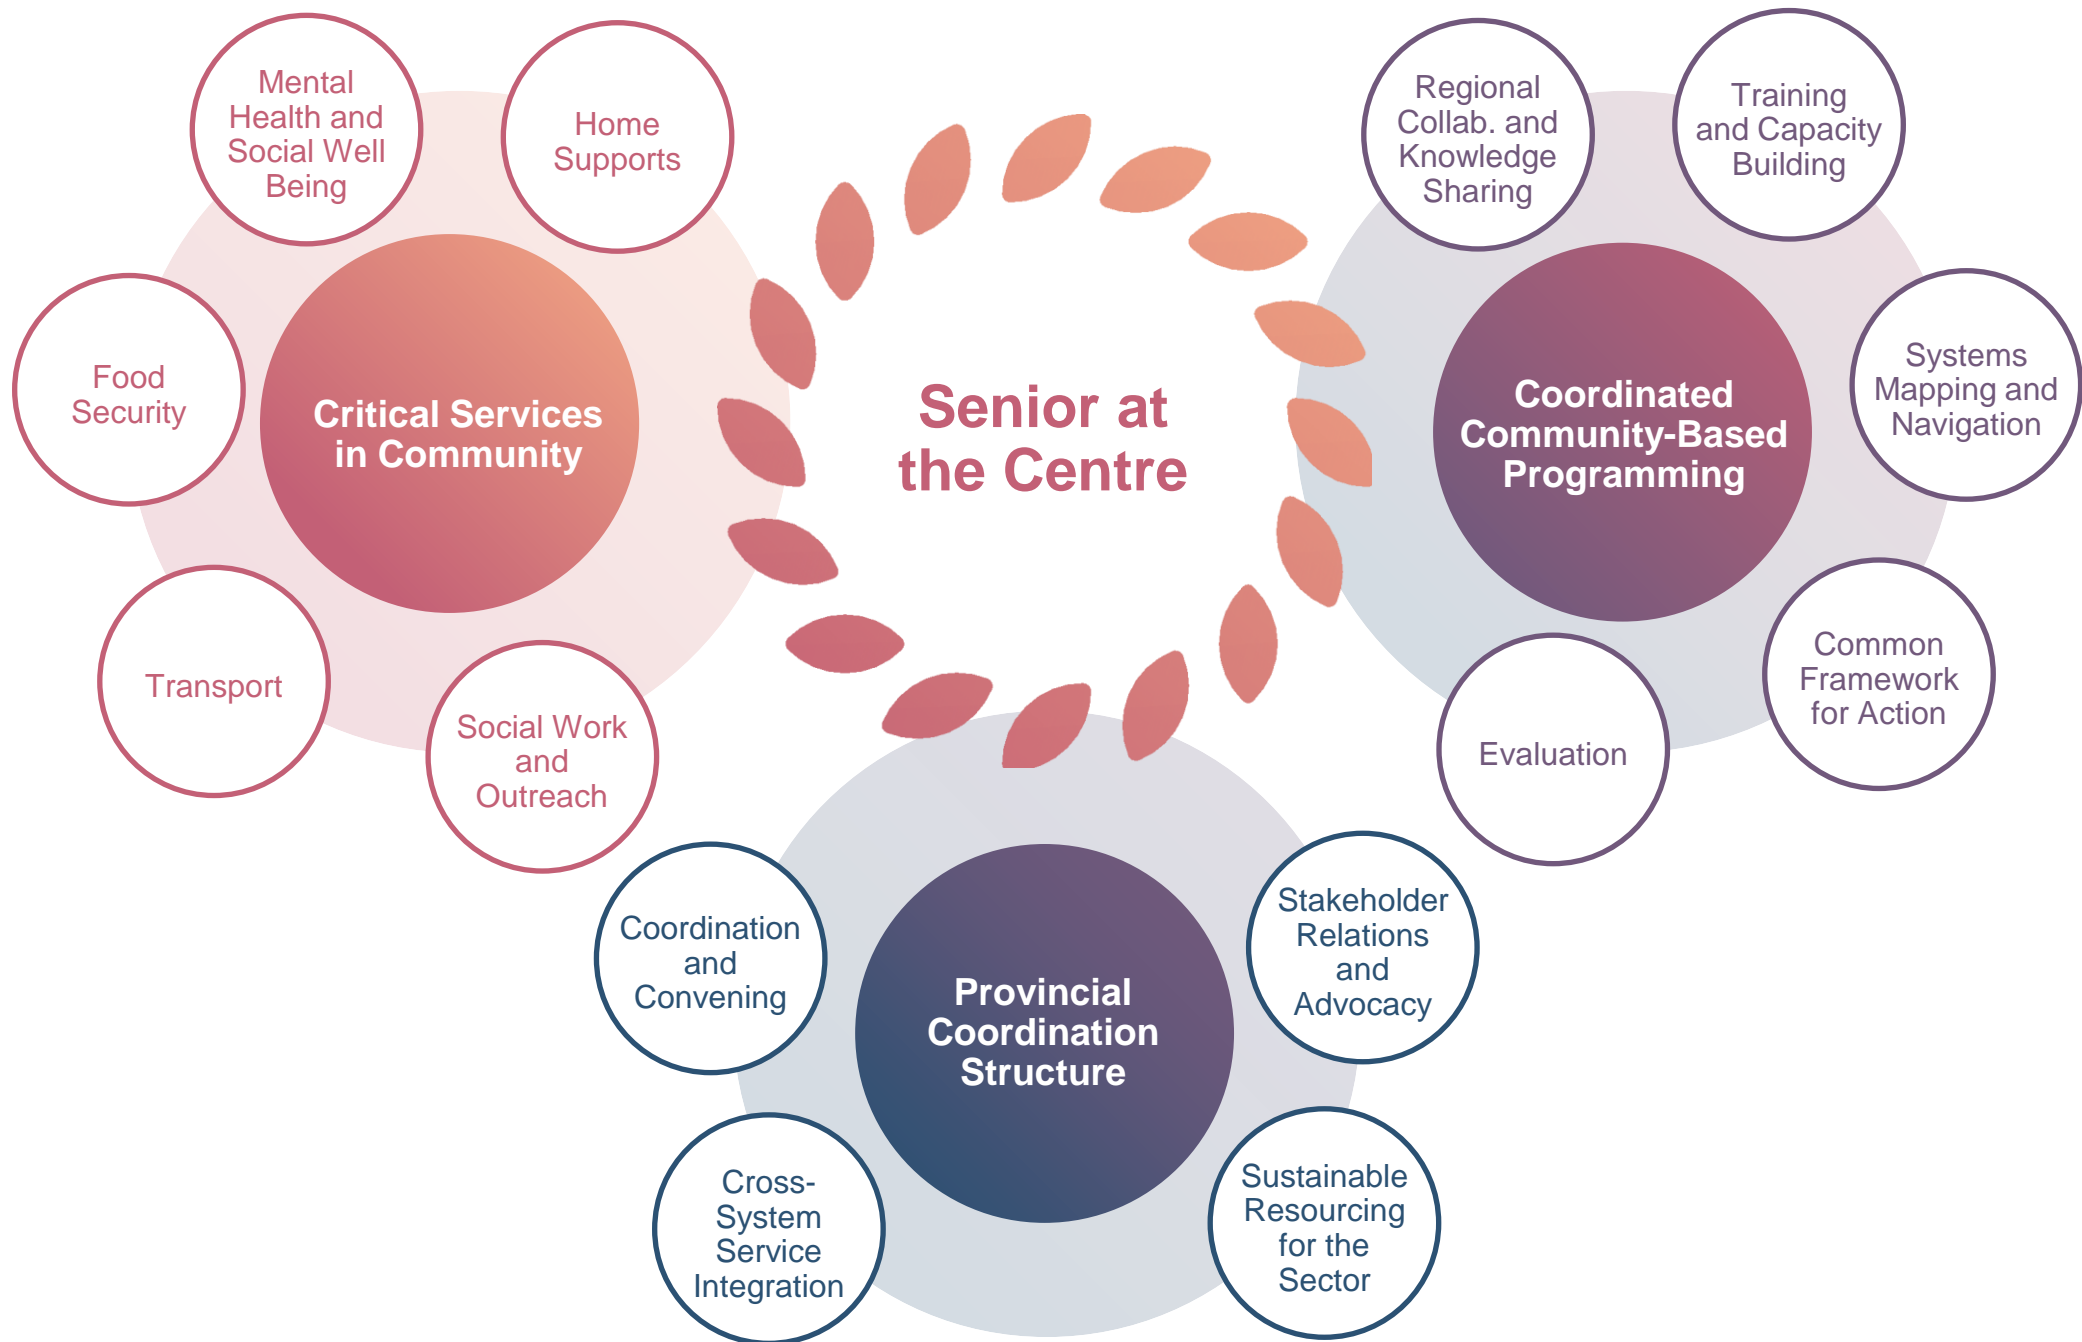 Mental
Health and
Social Well
Being
Home
Supports
Food
Security
Critical Services
in Community
Transport
Social Work
and
Outreach
Senior at
the Centre
Regional
Collab. and
Knowledge
Sharing
Training
and Capacity
Building
Systems
Mapping and
Navigation
Coordinated
Community-Based
Programming
Common
Framework
for Action
Evaluation
Coordination
and
Convening
Provincial
Coordination
Structure
Stakeholder
Relations
and
Advocacy
Cross-
System
Service
Integration
Sustainable
Resourcing
for the
Sector